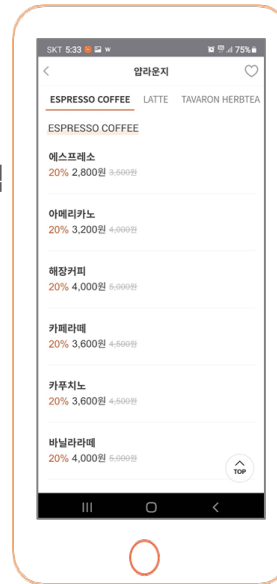 SKT 5:33 W 75%
얍라운지
ESPRESSO COFFEE LATTE TAVARON HERBTEA
ESPRESSO COFFEE
에스프레소
20% 2,800원 3,500원
아메리카노
20% 3,200원 4,000원
해장커피
20% 4,000원 5,000원
카페라떼
20% 3,600원 4,500원
카푸치노
20% 3,600원 4,500원
바닐라라떼
20% 4,000원 5,000원
TOP